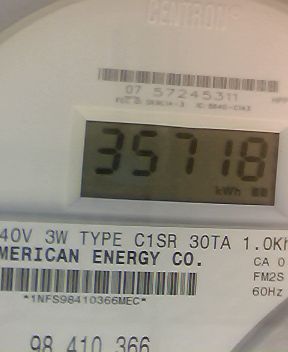 CENTRON®
07 57245311
35718
kWh
40V 3W TYPE C1SR 30TA 1.0Kh
MERICAN ENERGY CO.
CA 0
FM2S
60Hz
*1NFS98410366MEC*
98 410 366